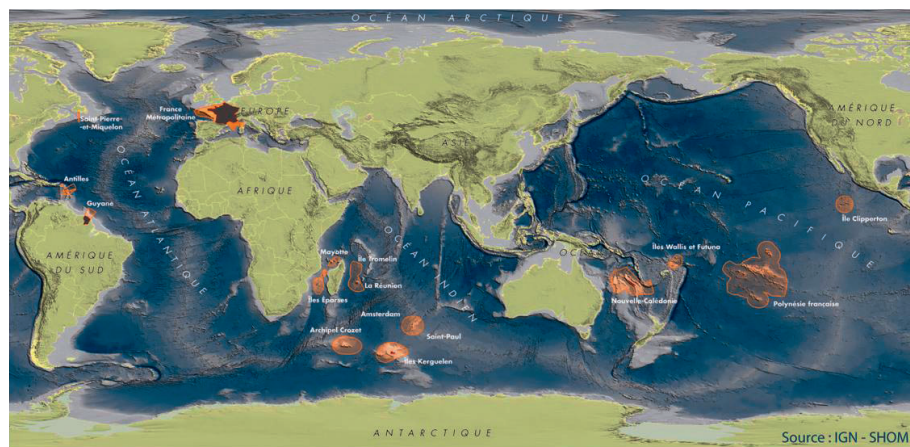 OCÉAN ARCTIQUE
France
Métropolitaine
EUROPE
Saint-Pierre-
-et-Miquelon
AMÉRIQUE
DU NORD
ASIE
OCÉAN ATLANTIQUE
Antilles
AFRIQUE
OCÉAN PACIFIQUE
Guyane
Île Clipperton
AMÉRIQUE
DU SUD
Mayotte
Île Tromelin
OCÉAN INDIEN
Îles Wallis et Futuna
La Réunion
Îles Éparses
Nouvelle-Calédonie
Polynésie française
Amsterdam
Archipel Crozet
Saint-Paul
Îles Kerguelen
ANTARCTIQUE
Source : IGN - SHOM